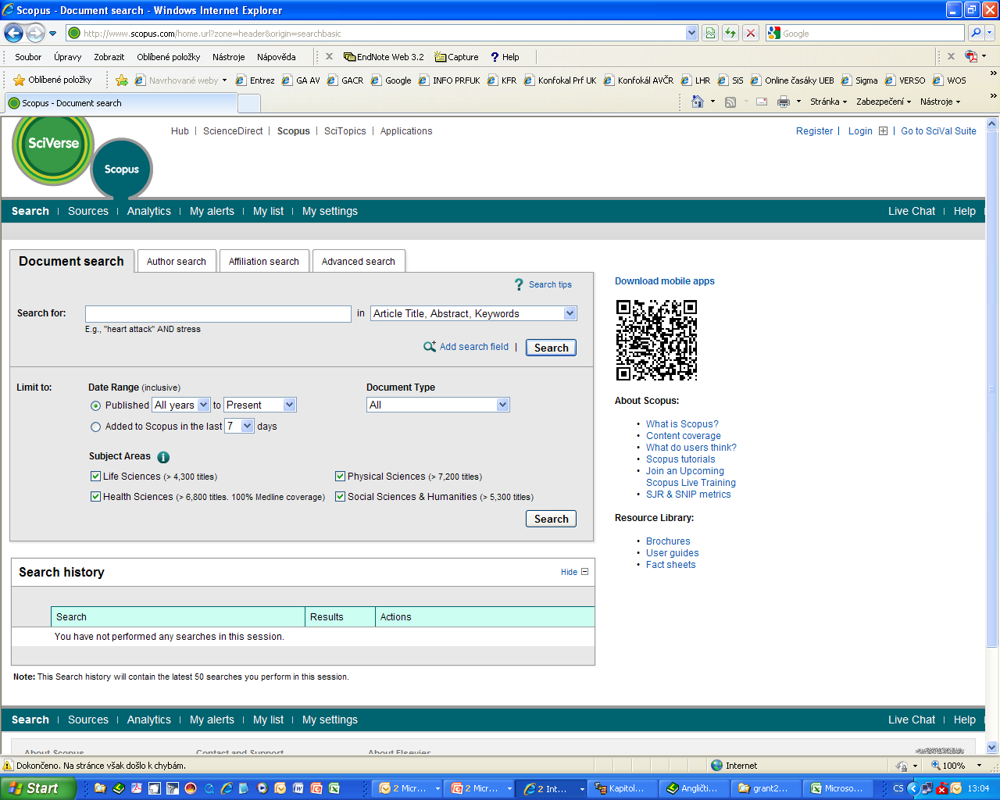 Scopus - Document search - Windows Internet Explorer
http://www.scopus.com/home.url?zone=header&origin=searchbasic
Google
Soubor Úpravy Zobrazit Oblíbené položky Nástroje Nápověda
EndNote Web 3.2 Capture Help
Oblíbené položky
Navrhované weby Entrez GA AV GACR Google INFO PRFUK KFR Konfokal Prf UK Konfokál AVČR LHR SiS Online časáky UEB Sigma VERSO WOS
Scopus - Document search
Stránka Zabezpečení Nástroje
SciVerse
Scopus
Hub | ScienceDirect | Scopus | SciTopics | Applications
Register | Login | Go to SciVal Suite
Search | Sources | Analytics | My alerts | My list | My settings
Live Chat | Help
Document search Author search Affiliation search Advanced search
? Search tips
Search for: in Article Title, Abstract, Keywords
E.g., "heart attack" AND stress
Add search field | Search
Limit to:
Date Range (inclusive)
Document Type
Published All years to Present
All
Added to Scopus in the last 7 days
Subject Areas i
Life Sciences (> 4,300 titles)
Physical Sciences (> 7,200 titles)
Health Sciences (> 6,800 titles. 100% Medline coverage)
Social Sciences & Humanities (> 5,300 titles)
Search
Download mobile apps
About Scopus:
• What is Scopus?
• Content coverage
• What do users think?
• Scopus tutorials
• Join an Upcoming
Scopus Live Training
• SJR & SNIP metrics
Resource Library:
• Brochures
• User guides
• Fact sheets
Search history
Hide
Search Results Actions
You have not performed any searches in this session.
Note: This Search history will contain the latest 50 searches you perform in this session.
Search | Sources | Analytics | My alerts | My list | My settings
Live Chat | Help
About Scopus Contact and Support About Elsevier
Dokončeno. Na stránce však došlo k chybám.
Internet
100%
Start
2 Micr...
2 Micr...
2 Int...
Kapitol...
Angličti...
grant2...
Microso...
CS
13:04